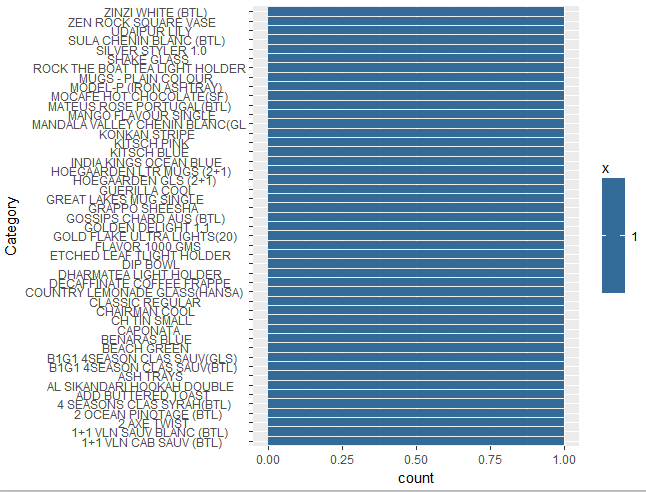 ZINZI WHITE (BTL)
ZEN ROCK SQUARE VASE
UDAIPUR LILY
SULA CHENIN BLANC (BTL)
SILVER STYLER 1.0
SHAKE GLASS
ROCK THE BOAT TEA LIGHT HOLDER
MUGS - PLAIN COLOUR
MODEL-P (IRON ASHTRAY)
MOCAFE HOT CHOCOLATE(SF)
MATEUS ROSE PORTUGAL(BTL)
MANGO FLAVOUR SINGLE
MANDALA VALLEY CHENIN BLANC(GL
KONKAN STRIPE
KITSCH PINK
KITSCH BLUE
INDIA KINGS OCEAN BLUE
HOEGAARDEN LTR MUGS (2+1)
HOEGAARDEN GLS (2+1)
GUERILLA COOL
GREAT LAKES MUG SINGLE
GRAPPO SHEESHA
GOSSIPS CHARD AUS (BTL)
GOLDEN DELIGHT 1.1
GOLD FLAKE ULTRA LIGHTS(20)
FLAVOR 1000 GMS
ETCHED LEAF TLIGHT HOLDER
DIP BOWL
DHARMATEA LIGHT HOLDER
DECAFFINATE COFFEE FRAPPE
COUNTRY LEMONADE GLASS(HANSA)
CLASSIC REGULAR
CHAIRMAN COOL
CH TIN SMALL
CAPONATA
BENARAS BLUE
BEACH GREEN
B1G1 4SEASON CLAS SAUV(GLS)
B1G1 4SEASON CLAS SAUV(BTL)
ASH TRAYS
AL SIKANDARI HOOKAH DOUBLE
ADD BUTTERED TOAST
4 SEASONS CLAS SYRAH(BTL)
2 OCEAN PINOTAGE (BTL)
2 AXE TWIST
1+1 VLN SAUV BLANC (BTL)
1+1 VLN CAB SAUV (BTL)
Category
0.00 0.25 0.50 0.75 1.00
count
x
1